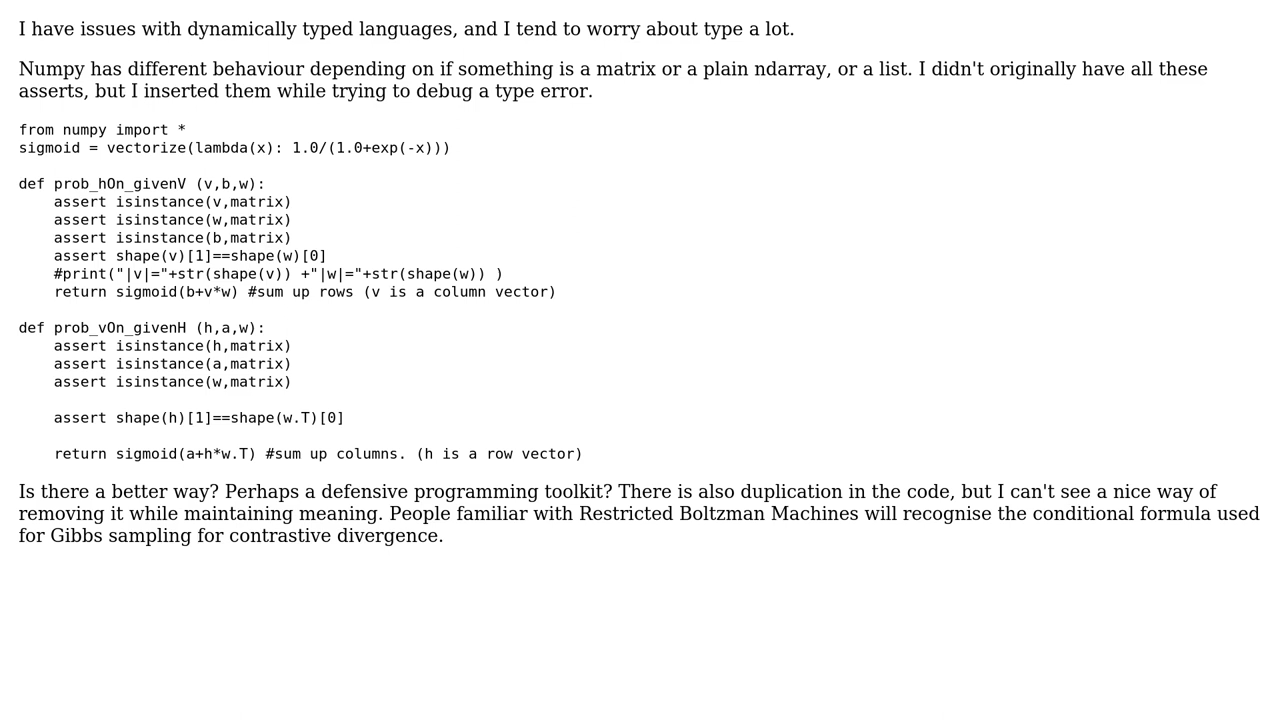 I have issues with dynamically typed languages, and I tend to worry about type a lot.
Numpy has different behaviour depending on if something is a matrix or a plain ndarray, or a list. I didn't originally have all these
asserts, but I inserted them while trying to debug a type error.
from numpy import *
sigmoid = vectorize(lambda(x): 1.0/(1.0+exp(-x)))
def prob_hOn_givenV (v,b,w):
    assert isinstance(v,matrix)
    assert isinstance(w,matrix)
    assert isinstance(b,matrix)
    assert shape(v)[1]==shape(w)[0]
    #print("|v|="+str(shape(v)) +"|w|="+str(shape(w)) )
    return sigmoid(b+v*w) #sum up rows (v is a column vector)
def prob_vOn_givenH (h,a,w):
    assert isinstance(h,matrix)
    assert isinstance(a,matrix)
    assert isinstance(w,matrix)
    assert shape(h)[1]==shape(w.T)[0]
    return sigmoid(a+h*w.T) #sum up columns. (h is a row vector)
Is there a better way? Perhaps a defensive programming toolkit? There is also duplication in the code, but I can't see a nice way of
removing it while maintaining meaning. People familiar with Restricted Boltzman Machines will recognise the conditional formula used
for Gibbs sampling for contrastive divergence.